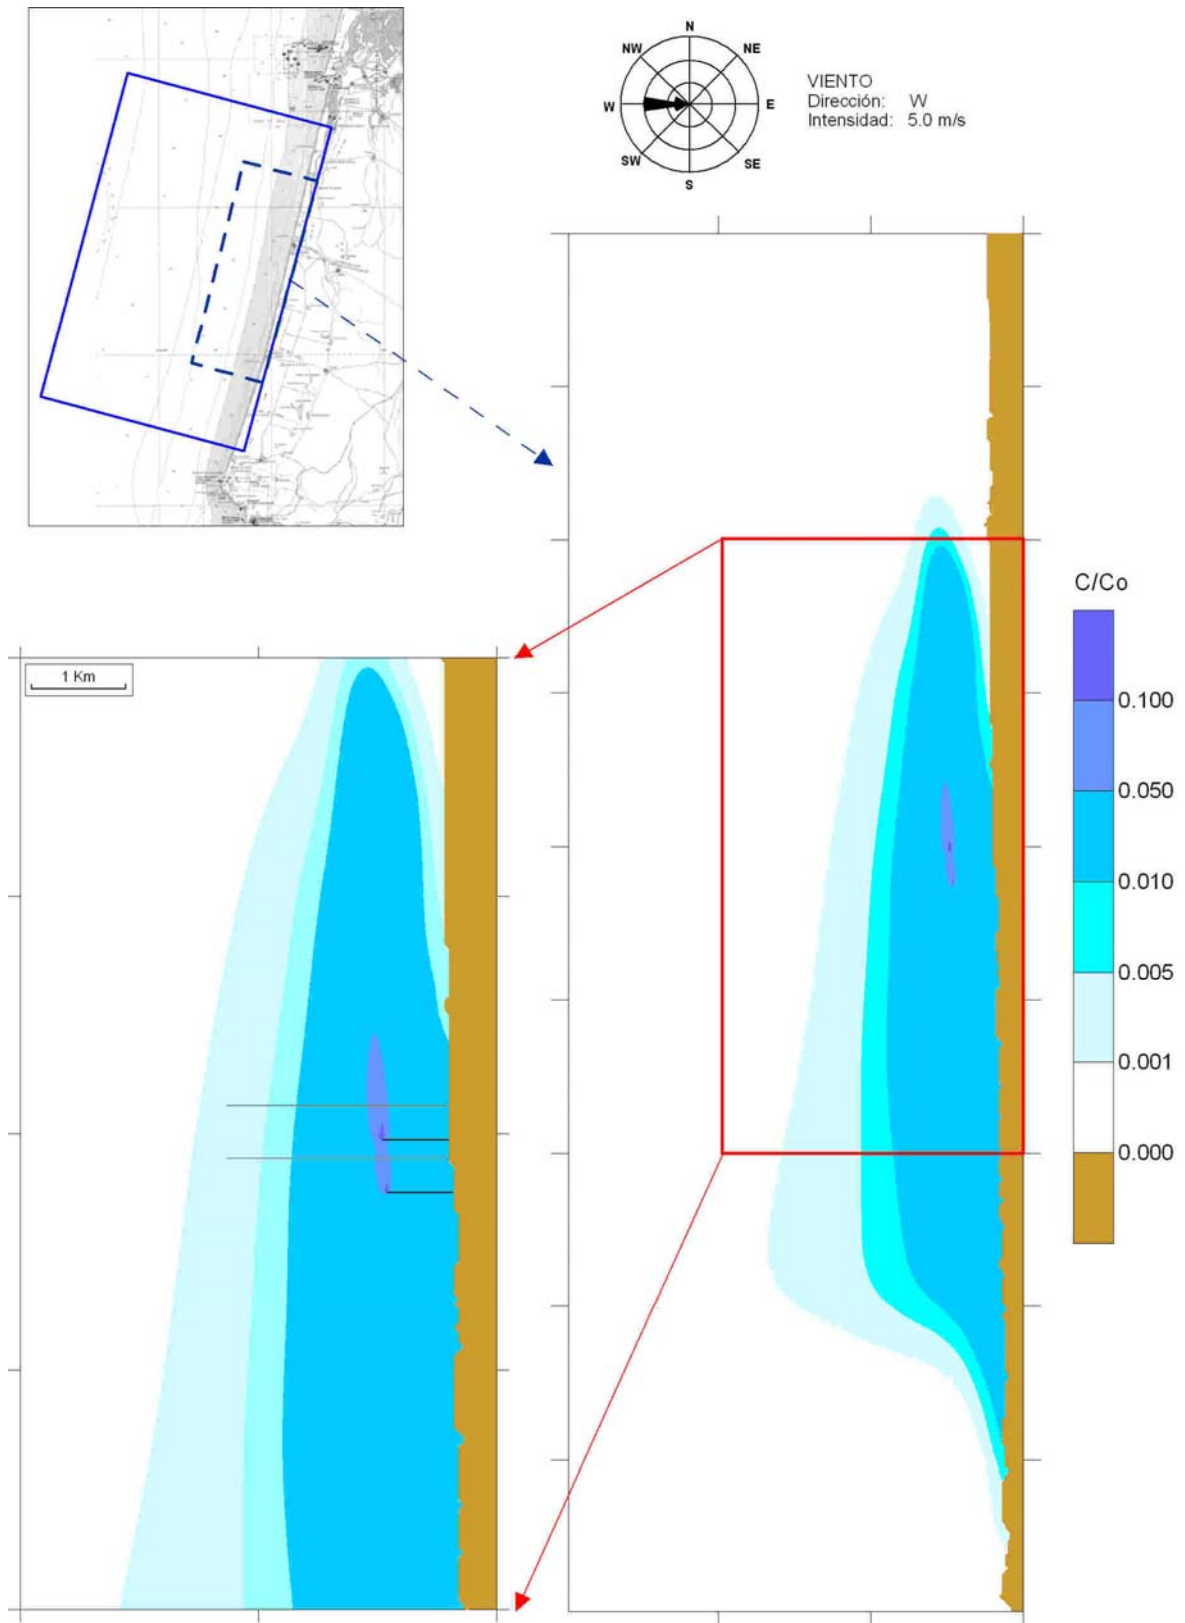 N
NW
NE
W
E
SW
SE
S
VIENTO
Dirección: W
Intensidad: 5.0 m/s
C/Co
0.100
0.050
0.010
0.005
0.001
0.000
1 Km